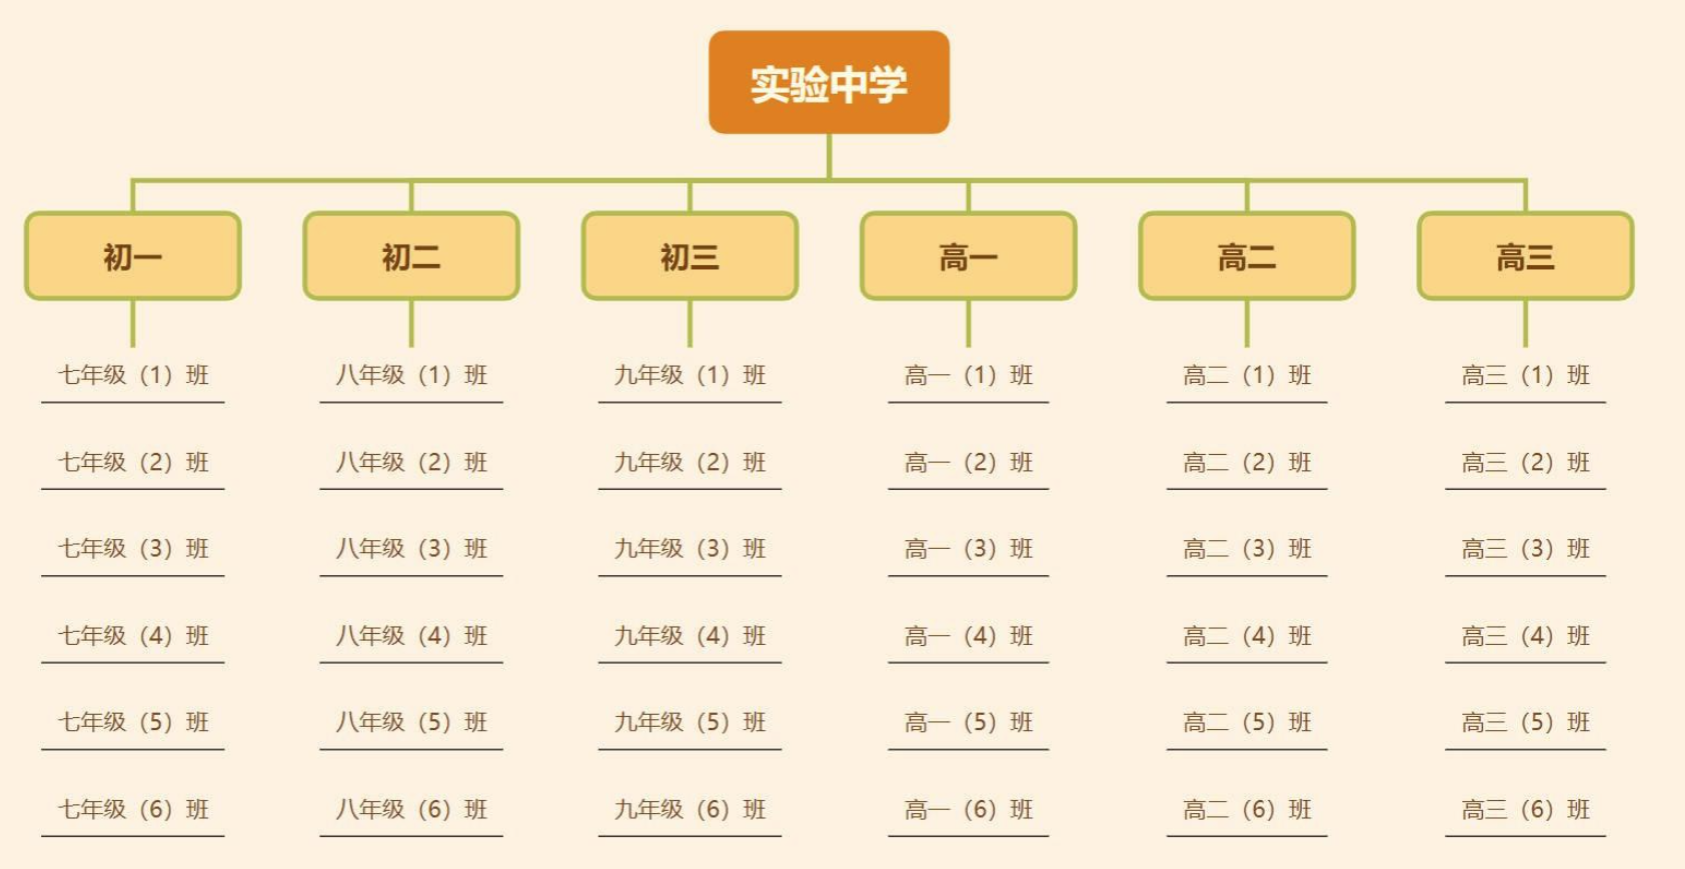 实验中学
初一 初二 初三 高一 高二 高三
七年级（1）班 八年级（1）班 九年级（1）班 高一（1）班 高二（1）班 高三（1）班
七年级（2）班 八年级（2）班 九年级（2）班 高一（2）班 高二（2）班 高三（2）班
七年级（3）班 八年级（3）班 九年级（3）班 高一（3）班 高二（3）班 高三（3）班
七年级（4）班 八年级（4）班 九年级（4）班 高一（4）班 高二（4）班 高三（4）班
七年级（5）班 八年级（5）班 九年级（5）班 高一（5）班 高二（5）班 高三（5）班
七年级（6）班 八年级（6）班 九年级（6）班 高一（6）班 高二（6）班 高三（6）班